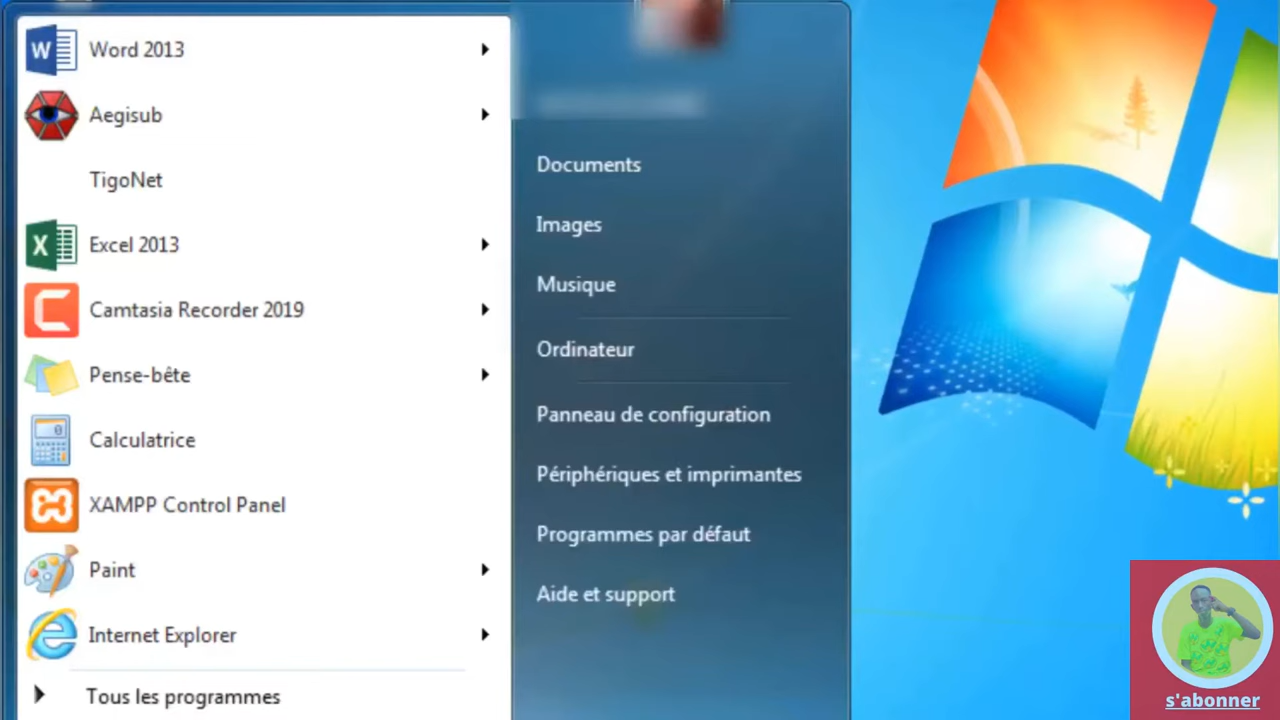 Word 2013
Aegisub
TigoNet
Excel 2013
Camtasia Recorder 2019
Pense-bête
Calculatrice
XAMPP Control Panel
Paint
Internet Explorer
Tous les programmes
Documents
Images
Musique
Ordinateur
Panneau de configuration
Périphériques et imprimantes
Programmes par défaut
Aide et support
s'abonner